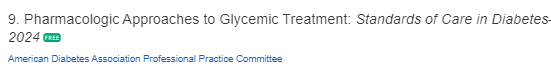 9. Pharmacologic Approaches to Glycemic Treatment: Standards of Care in Diabetes-
2024 FREE
American Diabetes Association Professional Practice Committee